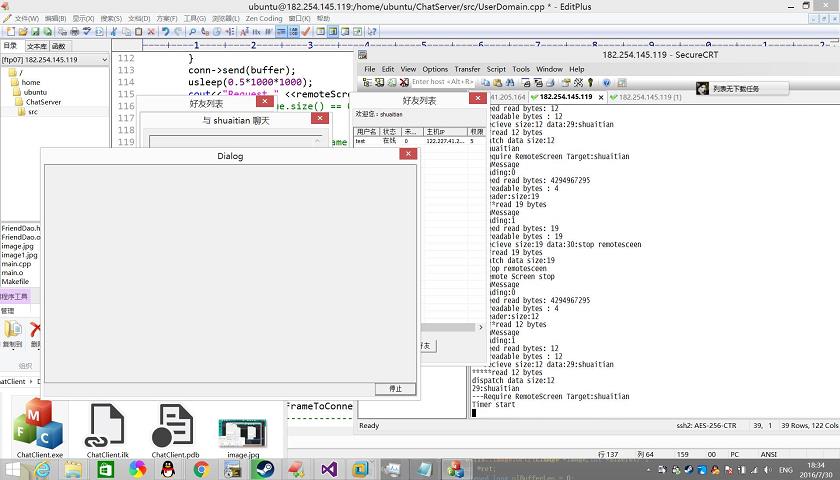 ubuntu@182.254.145.119:/home/ubuntu/ChatServer/src/UserDomain.cpp * - EditPlus
文件(W) 编辑(E) 显示(X) 搜索(S) 文档(D) 方案(F) 工具(G) 浏览器(L) Zen Coding 窗口(K) 帮助
目录 文本库 函数
[ftp07] 182.254.145.119
/
home
ubuntu
ChatServer
src
FriendDao.h
FriendDao.o
image.jpg
image1.jpg
main.cpp
main.o
Makefile
112 }
113 conn->send(buffer);
114 usleep(0.5*1000*1000);
115 cout<<"Request " <<remoteScre
116
117
118
119
好友列表
与 shuaitian 聊天
Dialog
停止
好友列表
欢迎您：shuaitian
用户名 状态 未... 主机IP 权限
test 在线 0 122.227.41.2... 5
好友
182.254.145.119 - SecureCRT
File Edit View Options Transfer Script Tools Window Help
Enter host <Alt+R>
列表无下载任务
41.205.164 182.254.145.119 182.254.145.119 (1)
ed read bytes: 12
readable bytes : 12
cieve size:12 data:29:shuaitian
*read 12 bytes
atch data size:12
huaitian
equire RemoteScreen Target:shuaitian
Message
ading:0
ed read bytes: 4294967295
readable bytes : 4
eader:size:19
**read 19 bytes
Message
ading:1
ed read bytes: 19
readable bytes : 19
ecieve size:19 data:30:stop remotesceen
*read 19 bytes
tch data size:19
op remotesceen
emote Screen stop
Message
ading:0
ed read bytes: 4294967295
readable bytes : 4
eader:size:12
**read 12 bytes
Message
ading:1
ed read bytes: 12
readable bytes : 12
ecieve size:12 data:29:shuaitian
*****read 12 bytes
dispatch data size:12
29:shuaitian
---Require RemoteScreen Target:shuaitian
Timer start
Ready ssh2: AES-256-CTR 39, 1 39 Rows, 122 Cols
程序工具
管理
复制到
组织
FrameToConne
ChatClient.exe ChatClient.ilk ChatClient.pdb image.jpg
行 137 列 64 159 00 PC ANSI
18:34
2016/7/30